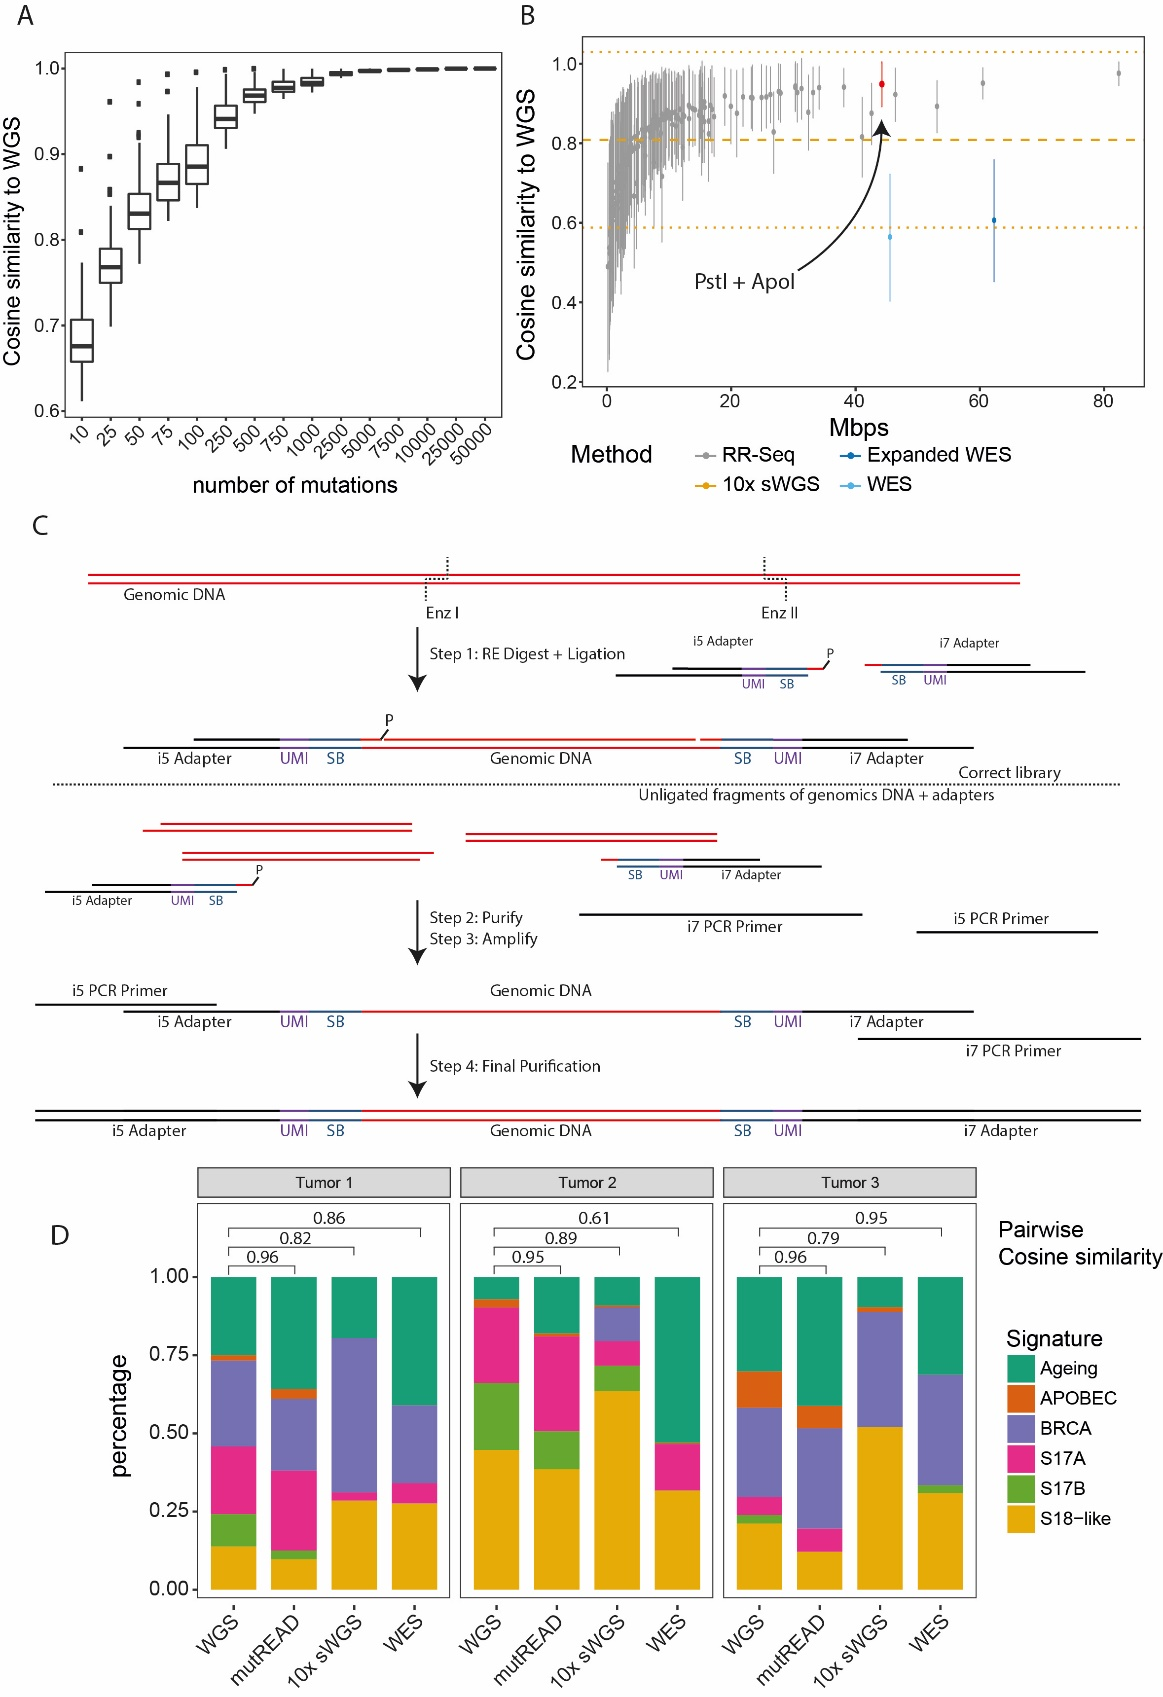 A
Cosine similarity to WGS
1.0
0.9
0.8
0.7
0.6
10
25
50
75
100
250
500
750
1000
2500
5000
7500
10000
25000
50000
number of mutations
B
Cosine similarity to WGS
1.0
0.8
0.6
0.4
0.2
PstI + ApoI
0
20
40
60
80
Mbps
Method
RR-Seq
Expanded WES
10x sWGS
WES
C
Genomic DNA
Enz I
Enz II
Step 1: RE Digest + Ligation
i5 Adapter
P
UMI
SB
i7 Adapter
SB
UMI
P
i5 Adapter
UMI
SB
Genomic DNA
SB
UMI
i7 Adapter
Correct library
Unligated fragments of genomics DNA + adapters
P
i5 Adapter
UMI
SB
SB
UMI
i7 Adapter
Step 2: Purify
Step 3: Amplify
i7 PCR Primer
i5 PCR Primer
i5 PCR Primer
Genomic DNA
i5 Adapter
UMI
SB
SB
UMI
i7 Adapter
i7 PCR Primer
Step 4: Final Purification
i5 Adapter
UMI
SB
Genomic DNA
SB
UMI
i7 Adapter
D
Tumor 1
Tumor 2
Tumor 3
0.86
0.82
0.96
0.61
0.89
0.95
0.95
0.79
0.96
Pairwise
Cosine similarity
percentage
1.00
0.75
0.50
0.25
0.00
WGS
mutREAD
10x sWGS
WES
WGS
mutREAD
10x sWGS
WES
WGS
mutREAD
10x sWGS
WES
Signature
Ageing
APOBEC
BRCA
S17A
S17B
S18−like